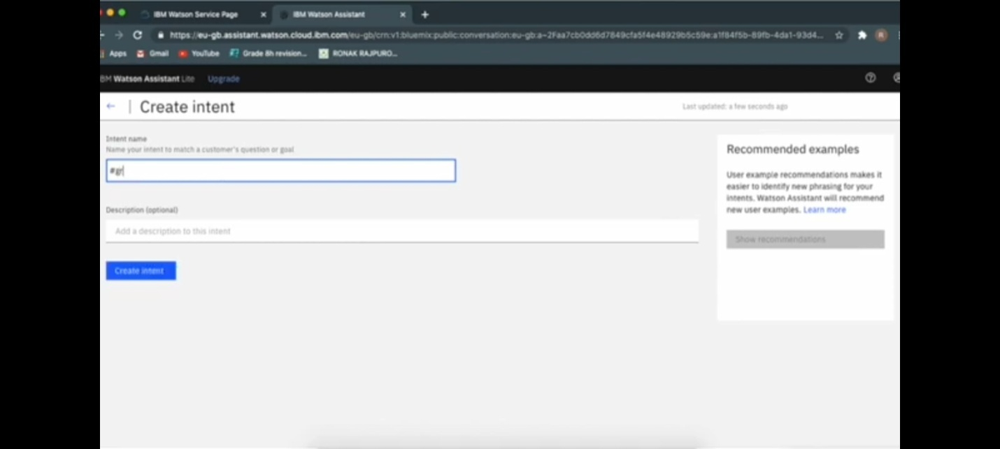 IBM Watson Service Page
IBM Watson Assistant
https://eu-gb.assistant.watson.cloud.ibm.com/eu-gb/crn:v1:bluemix:public:conversation:eu-gb:a~2Faa7cb0dd6d7849cfa5f4e48929b5c59e:a1f84f5b-89fb-4da1-93d4...
R
Apps Gmail YouTube Grade 8h revision... RONAK RAJPURO...
IBM Watson Assistant Lite Upgrade
Create intent
Last updated: a few seconds ago
Intent name
Name your intent to match a customer's question or goal
#gr
Description (optional)
Add a description to this intent
Create intent
Recommended examples
User example recommendations makes it
easier to identify new phrasing for your
intents. Watson Assistant will recommend
new user examples. Learn more
Show recommendations